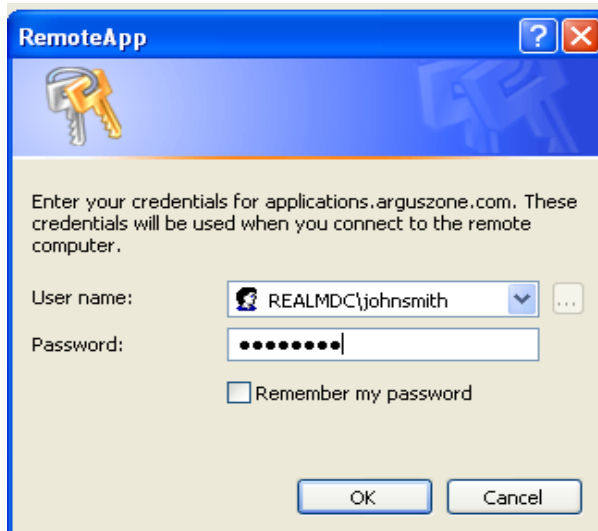 RemoteApp
Enter your credentials for applications.arguszone.com. These
credentials will be used when you connect to the remote
computer.
User name: REALMDC\johnsmith ...
Password: ●●●●●●●●
Remember my password
OK Cancel